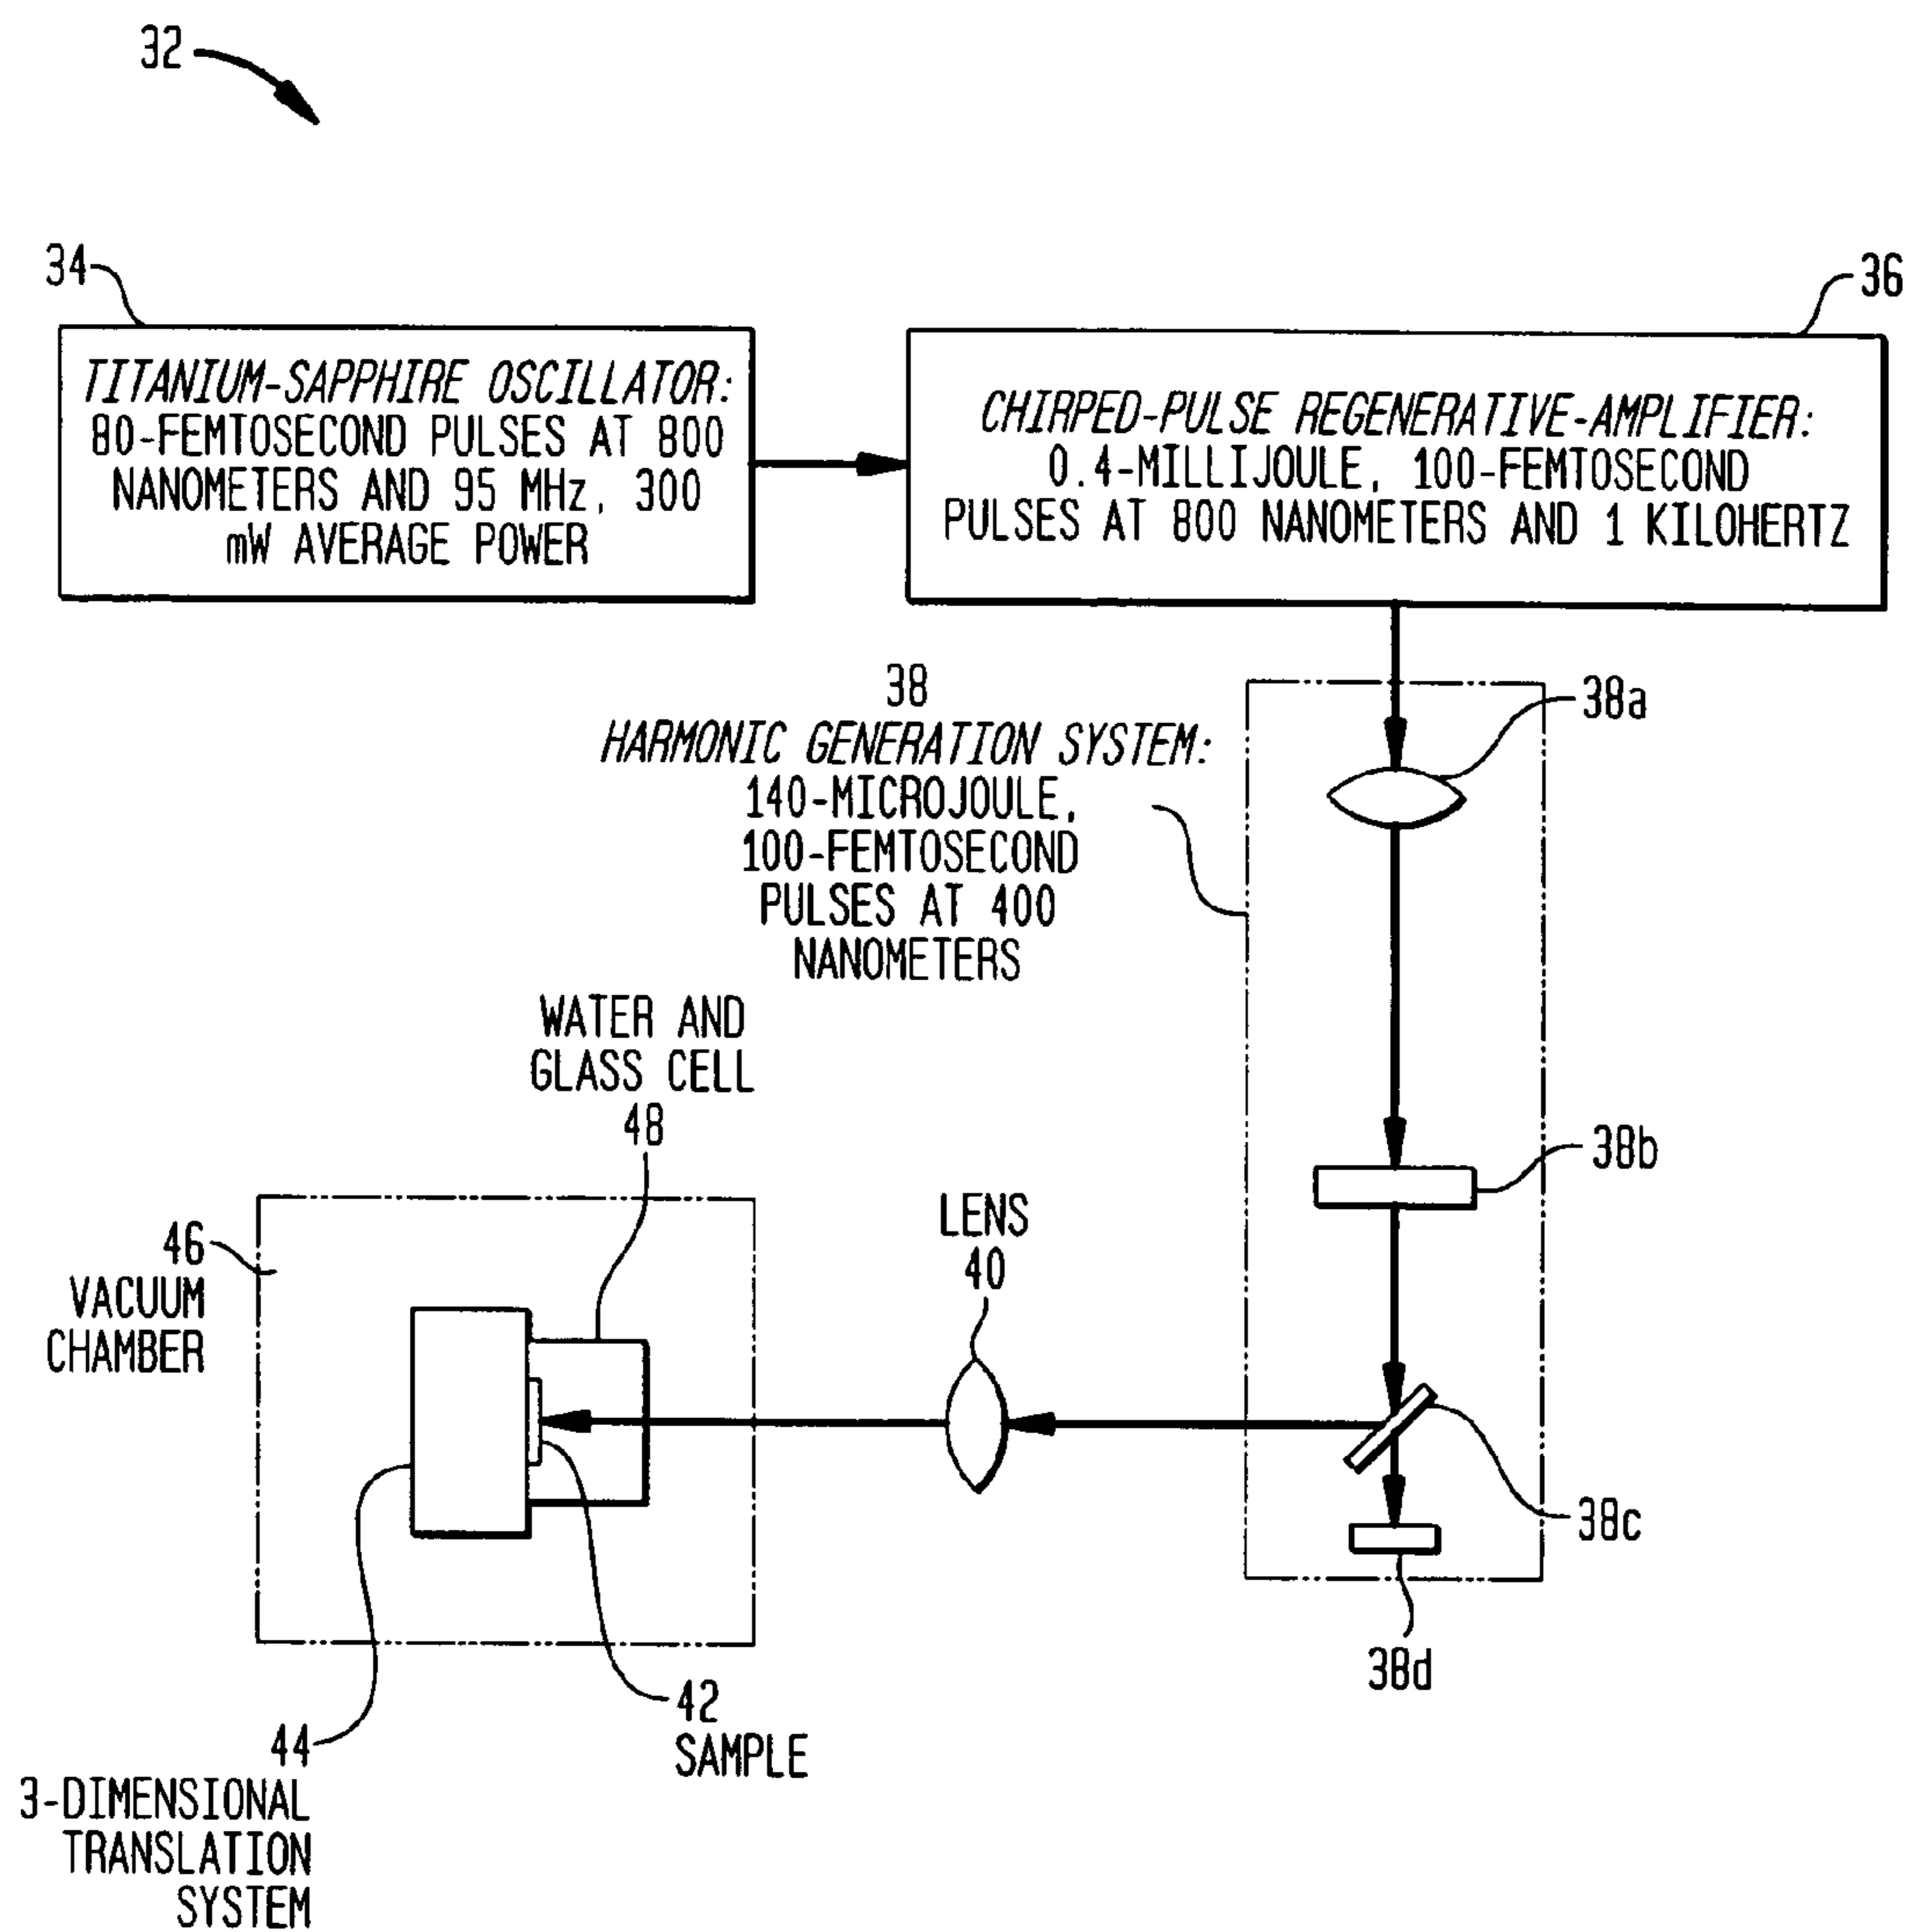 32
34
TITANIUM-SAPPHIRE OSCILLATOR:
80-FEMTOSECOND PULSES AT 800
NANOMETERS AND 95 MHz, 300
mW AVERAGE POWER
36
CHIRPED-PULSE REGENERATIVE-AMPLIFIER:
0.4-MILLIJOULE, 100-FEMTOSECOND
PULSES AT 800 NANOMETERS AND 1 KILOHERTZ
38
HARMONIC GENERATION SYSTEM:
140-MICROJOULE,
100-FEMTOSECOND
PULSES AT 400
NANOMETERS
38a
38b
38c
38d
WATER AND
GLASS CELL
48
LENS
40
46
VACUUM
CHAMBER
42
SAMPLE
44
3-DIMENSIONAL
TRANSLATION
SYSTEM